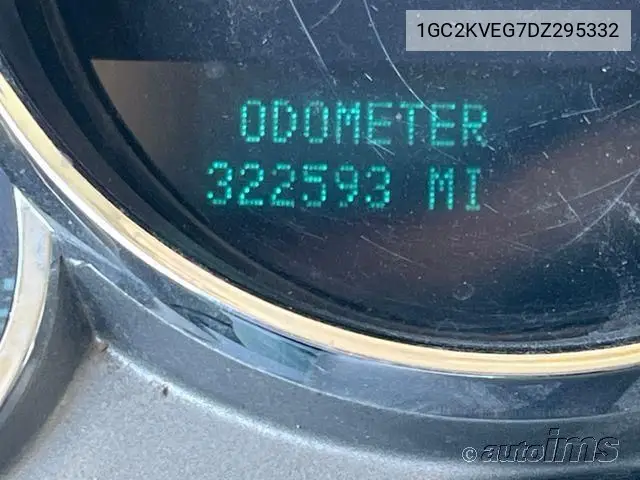 1GC2KVEG7DZ295332
ODOMETER
322593 MI
© autoims